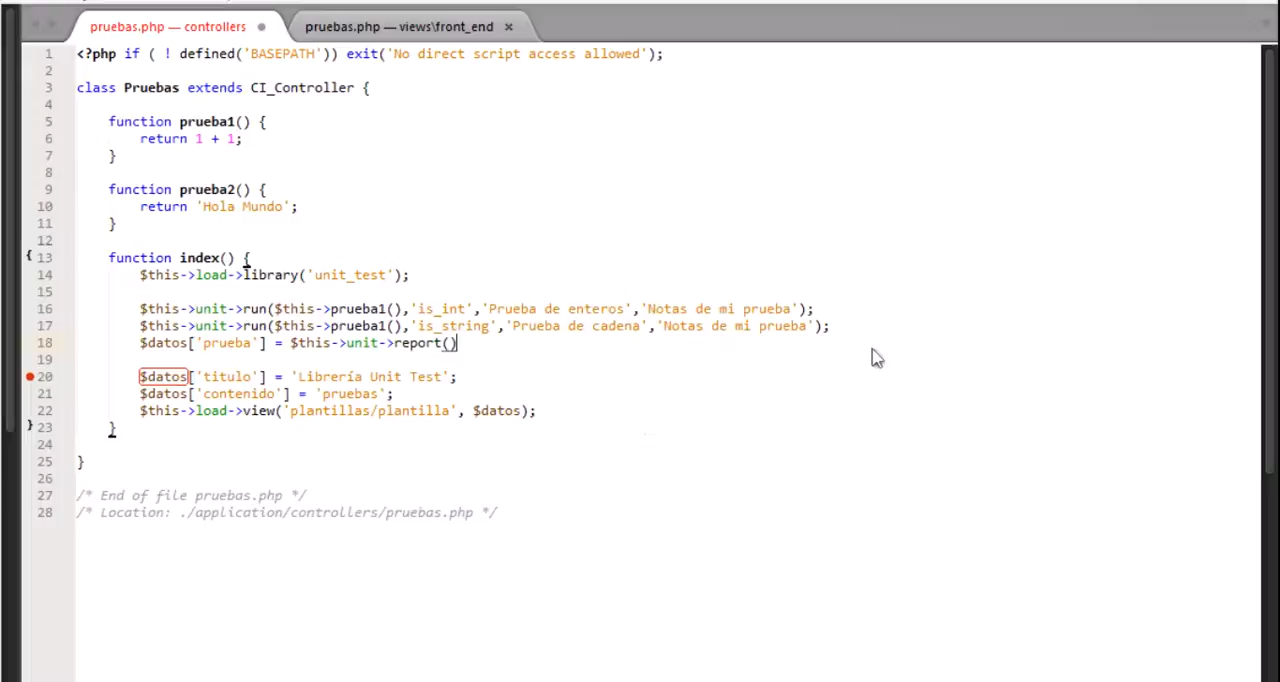 pruebas.php — controllers
pruebas.php — views\front_end ×
1 <?php if ( ! defined('BASEPATH')) exit('No direct script access allowed');
2
3 class Pruebas extends CI_Controller {
4
5 function prueba1() {
6 return 1 + 1;
7 }
8
9 function prueba2() {
10 return 'Hola Mundo';
11 }
12
13 function index() {
14 $this->load->library('unit_test');
15
16 $this->unit->run($this->prueba1(),'is_int','Prueba de enteros','Notas de mi prueba');
17 $this->unit->run($this->prueba1(),'is_string','Prueba de cadena','Notas de mi prueba');
18 $datos['prueba'] = $this->unit->report()
19
20 $datos['titulo'] = 'Librería Unit Test';
21 $datos['contenido'] = 'pruebas';
22 $this->load->view('plantillas/plantilla', $datos);
23 }
24
25 }
26
27 /* End of file pruebas.php */
28 /* Location: ./application/controllers/pruebas.php */